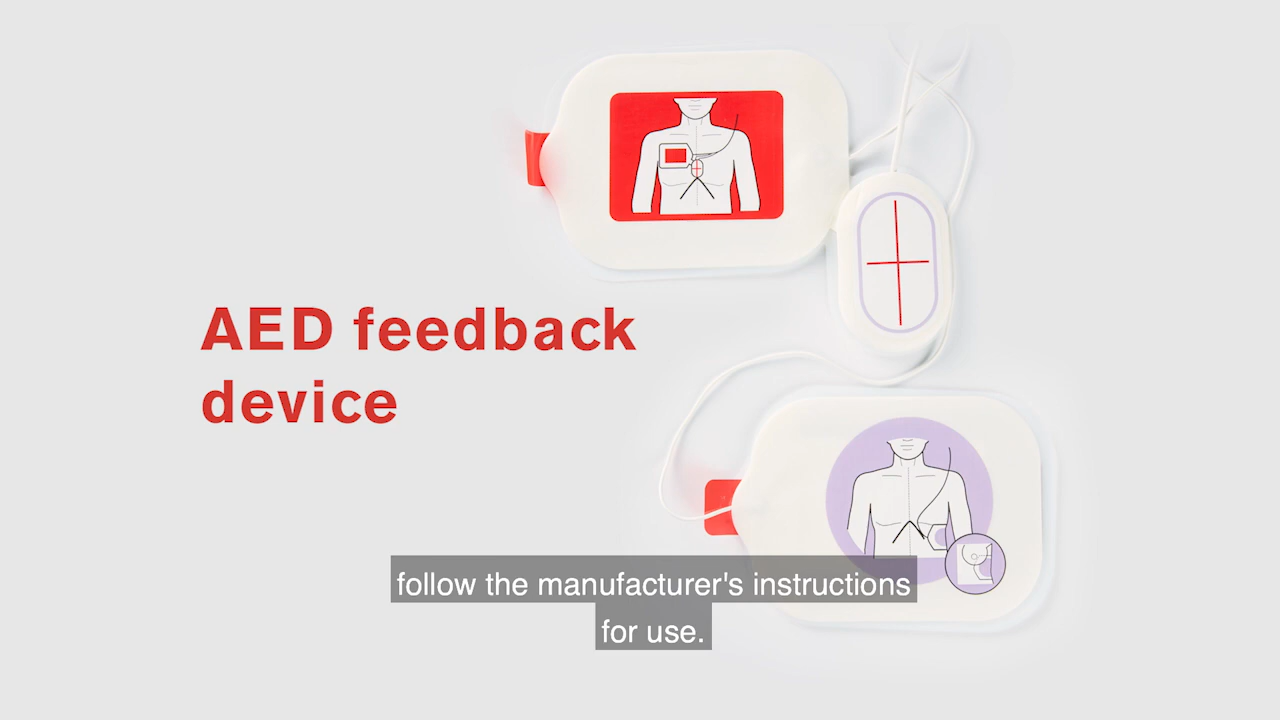 AED feedback
device
follow the manufacturer's instructions
for use.